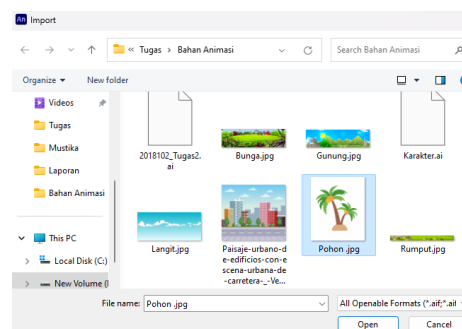 An Import
« Tugas > Bahan Animasi
Search Bahan Animasi
Organize
New folder
Videos
Tugas
Mustika
Laporan
Bahan Animasi
This PC
Local Disk (C:)
New Volume (
2018102_Tugas2.
ai
Bunga.jpg
Gunung.jpg
Karakter.ai
Langit.jpg
Paisaje-urbano-d
e-edificios-con-e
scena-urbana-de
-carretera-_-Ve...
Pohon .jpg
Rumput.jpg
File name: Pohon .jpg
All Openable Formats (*.aif;*.aif
Open
Cancel